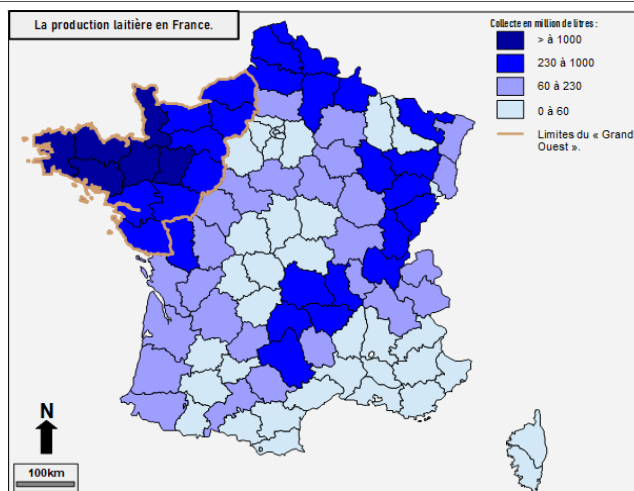 La production laitière en France.
Collecte en million de litres :
> à 1000
230 à 1000
60 à 230
0 à 60
Limites du « Grand
Ouest ».
N
100km